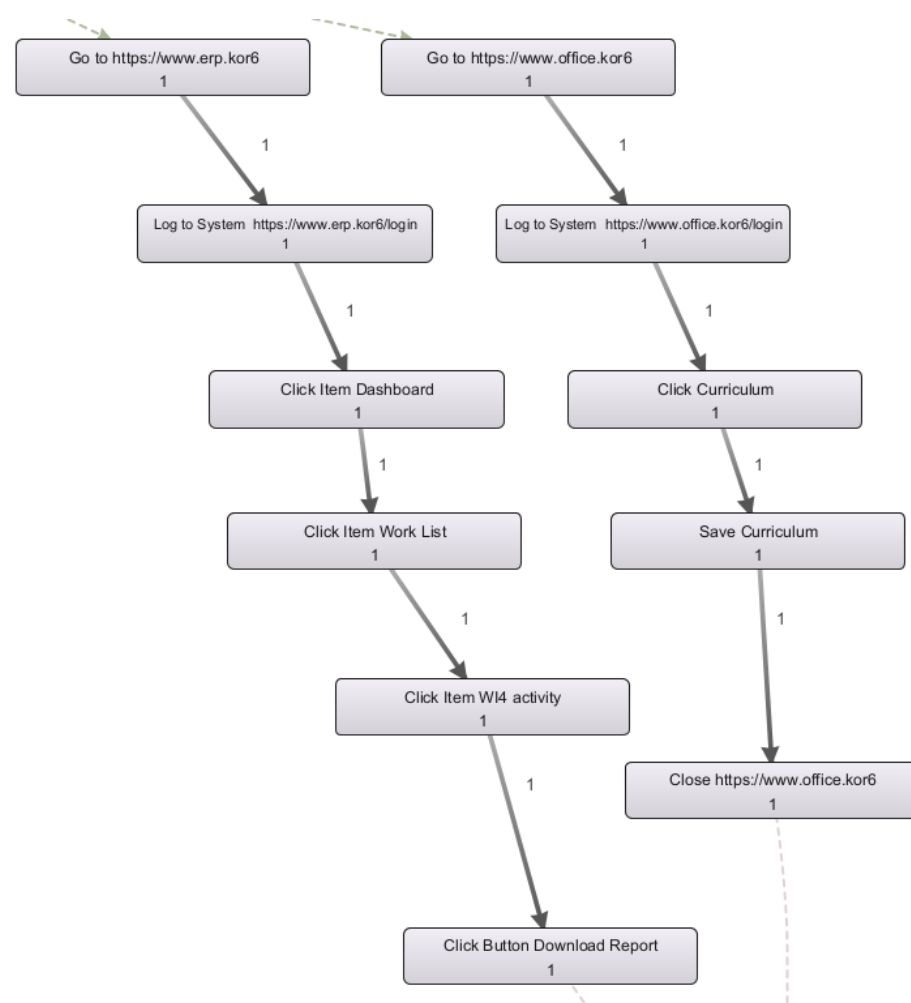 Go to https://www.erp.kor6
1
Go to https://www.office.kor6
1
1
1
Log to System  https://www.erp.kor6/login
1
Log to System  https://www.office.kor6/login
1
1
1
Click Item Dashboard
1
Click Curriculum
1
1
1
Click Item Work List
1
Save Curriculum
1
1
1
Click Item WI4 activity
1
1
Close https://www.office.kor6
1
Click Button Download Report
1